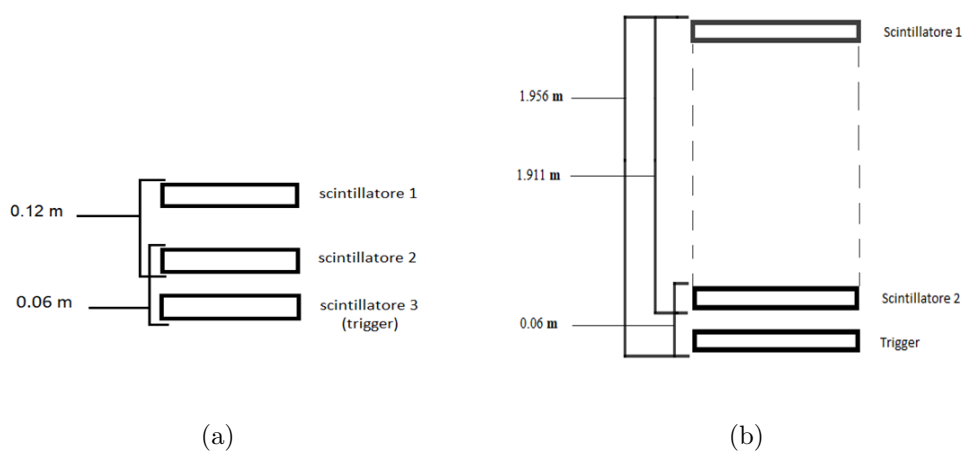 scintillatore 1
0.12 m
scintillatore 2
0.06 m
scintillatore 3
(trigger)
(a)
Scintillatore 1
1.956 m
1.911 m
Scintillatore 2
0.06 m
Trigger
(b)